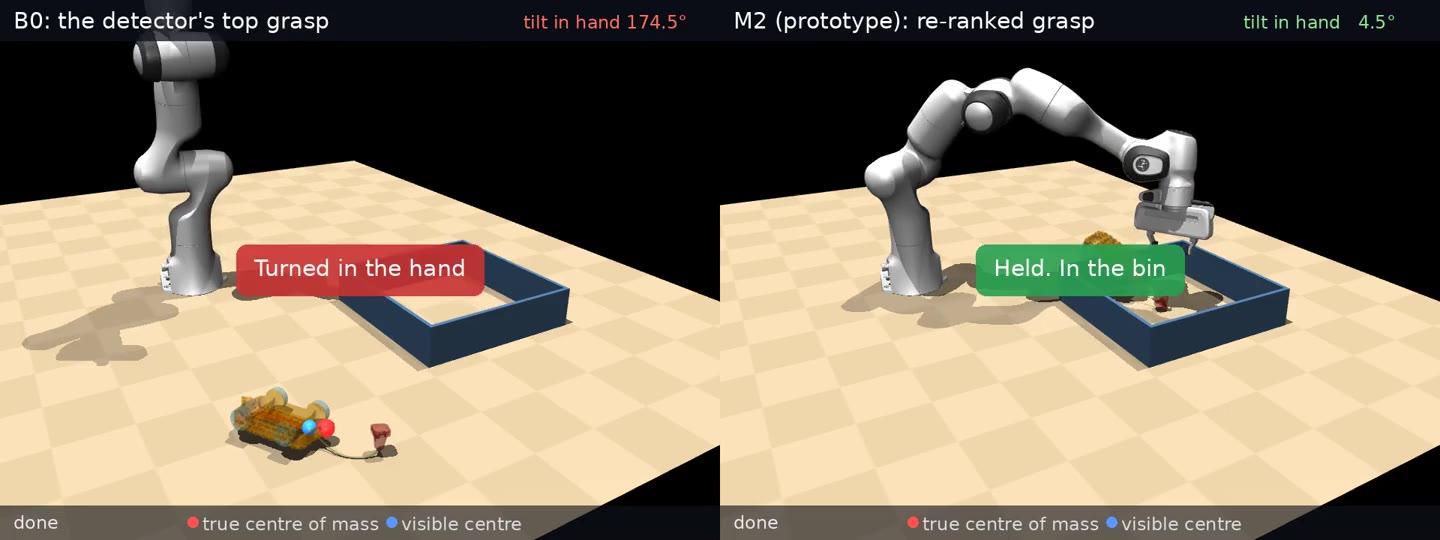 B0: the detector's top grasp
tilt in hand 174.5°
Turned in the hand
done
true centre of mass
visible centre
M2 (prototype): re-ranked grasp
tilt in hand 4.5°
Held. In the bin
done
true centre of mass
visible centre